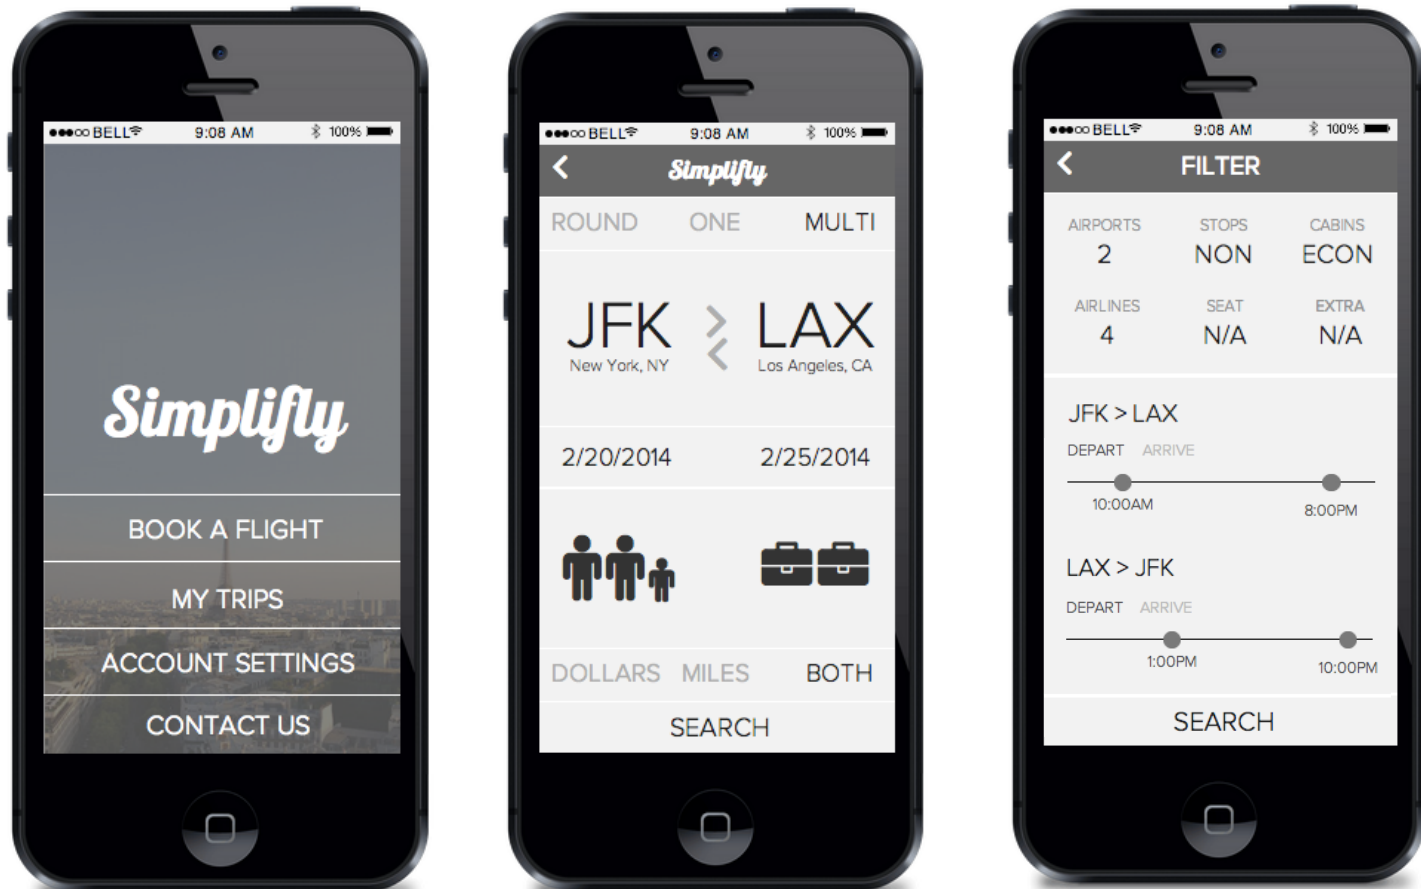 BELL 9:08 AM 100%
Simplifly
BOOK A FLIGHT
MY TRIPS
ACCOUNT SETTINGS
CONTACT US
BELL 9:08 AM 100%
Simplifly
ROUND ONE MULTI
JFK LAX
New York, NY Los Angeles, CA
2/20/2014 2/25/2014
DOLLARS MILES BOTH
SEARCH
BELL 9:08 AM 100%
FILTER
AIRPORTS STOPS CABINS
2 NON ECON
AIRLINES SEAT EXTRA
4 N/A N/A
JFK > LAX
DEPART ARRIVE
10:00AM 8:00PM
LAX > JFK
DEPART ARRIVE
1:00PM 10:00PM
SEARCH